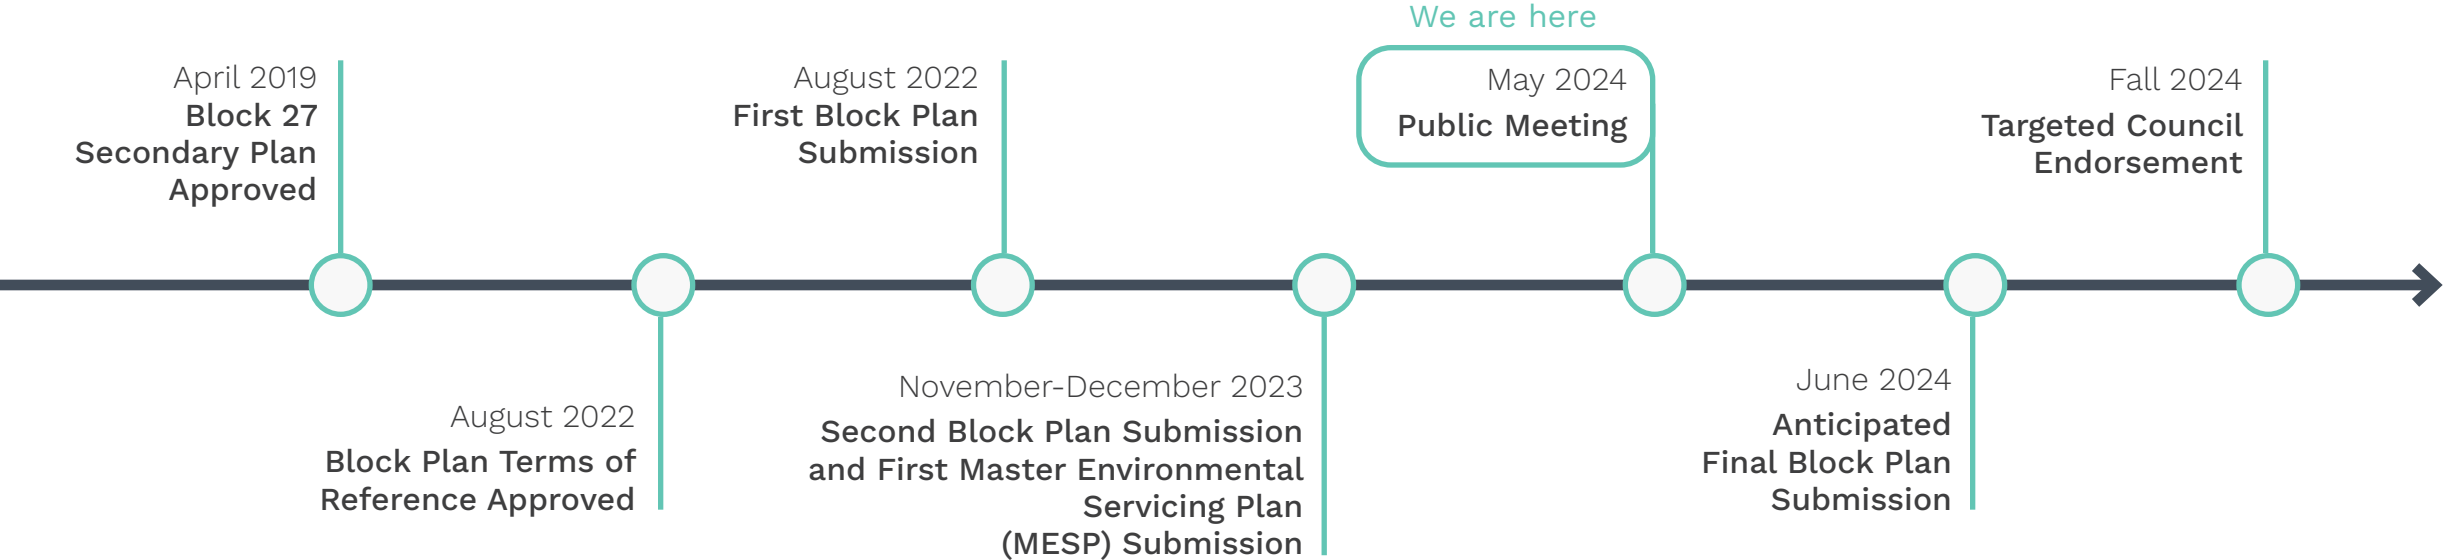 April 2019
Block 27
Secondary Plan
Approved
August 2022
Block Plan Terms of
Reference Approved
August 2022
First Block Plan
Submission
November-December 2023
Second Block Plan Submission
and First Master Environmental
Servicing Plan
(MESP) Submission
We are here
May 2024
Public Meeting
June 2024
Anticipated
Final Block Plan
Submission
Fall 2024
Targeted Council
Endorsement